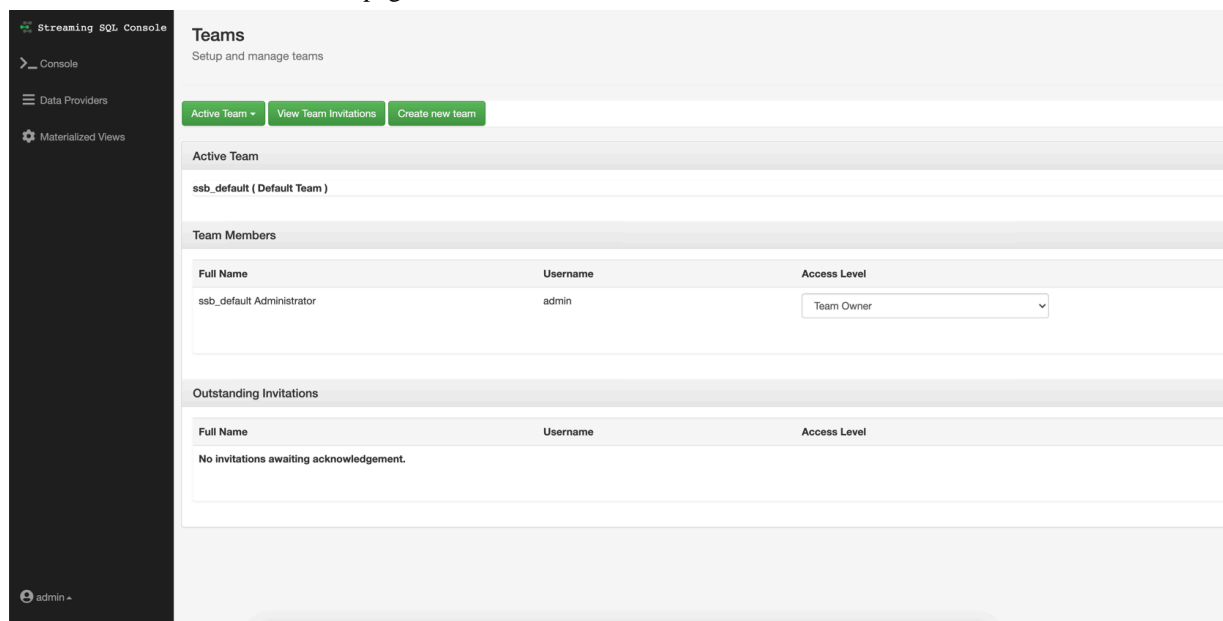 Streaming SQL Console
Console
Data Providers
Materialized Views
admin
Teams
Setup and manage teams
Active Team View Team Invitations Create new team
Active Team
ssb_default ( Default Team )
Team Members
Full Name Username Access Level
ssb_default Administrator admin Team Owner
Outstanding Invitations
Full Name Username Access Level
No invitations awaiting acknowledgement.